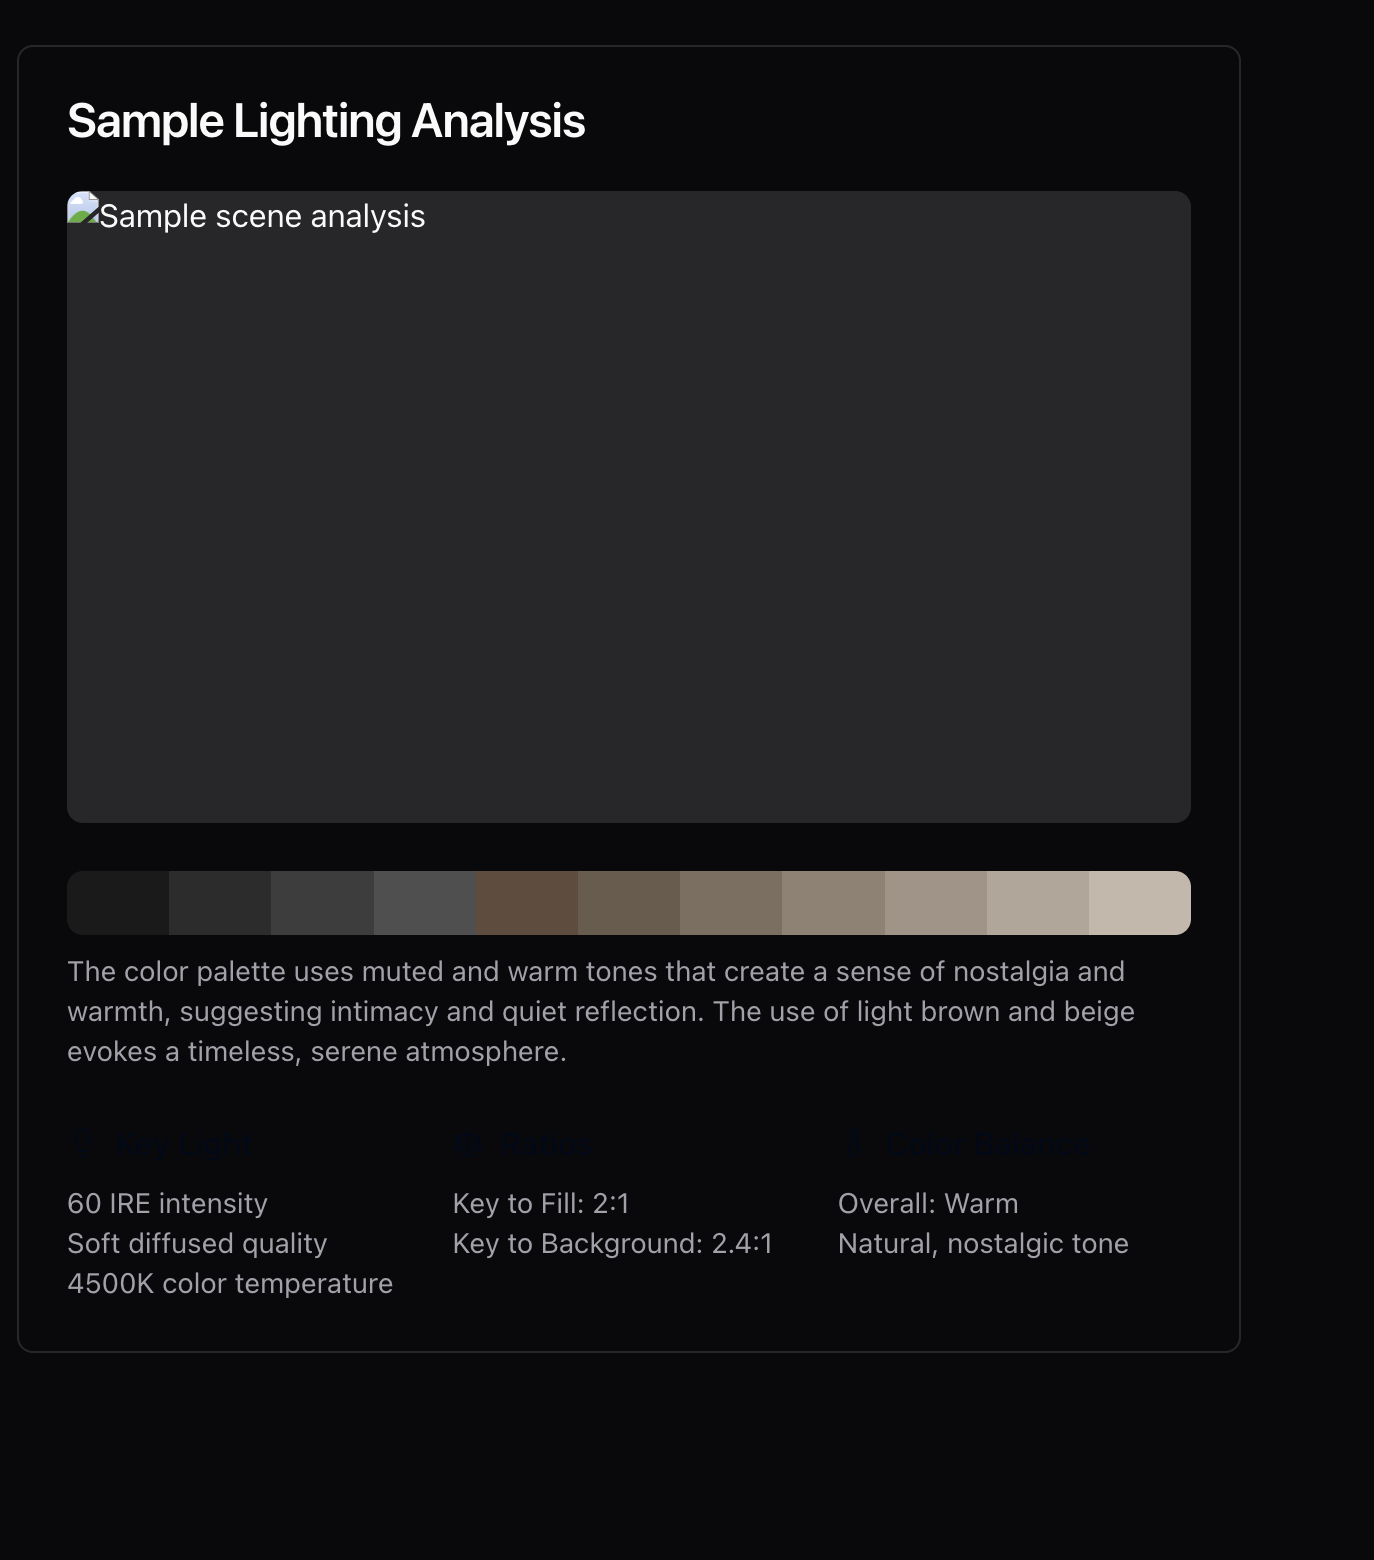 Sample Lighting Analysis
Sample scene analysis
The color palette uses muted and warm tones that create a sense of nostalgia and
warmth, suggesting intimacy and quiet reflection. The use of light brown and beige
evokes a timeless, serene atmosphere.
Key Light
Ratios
Color Balance
60 IRE intensity
Soft diffused quality
4500K color temperature
Key to Fill: 2:1
Key to Background: 2.4:1
Overall: Warm
Natural, nostalgic tone